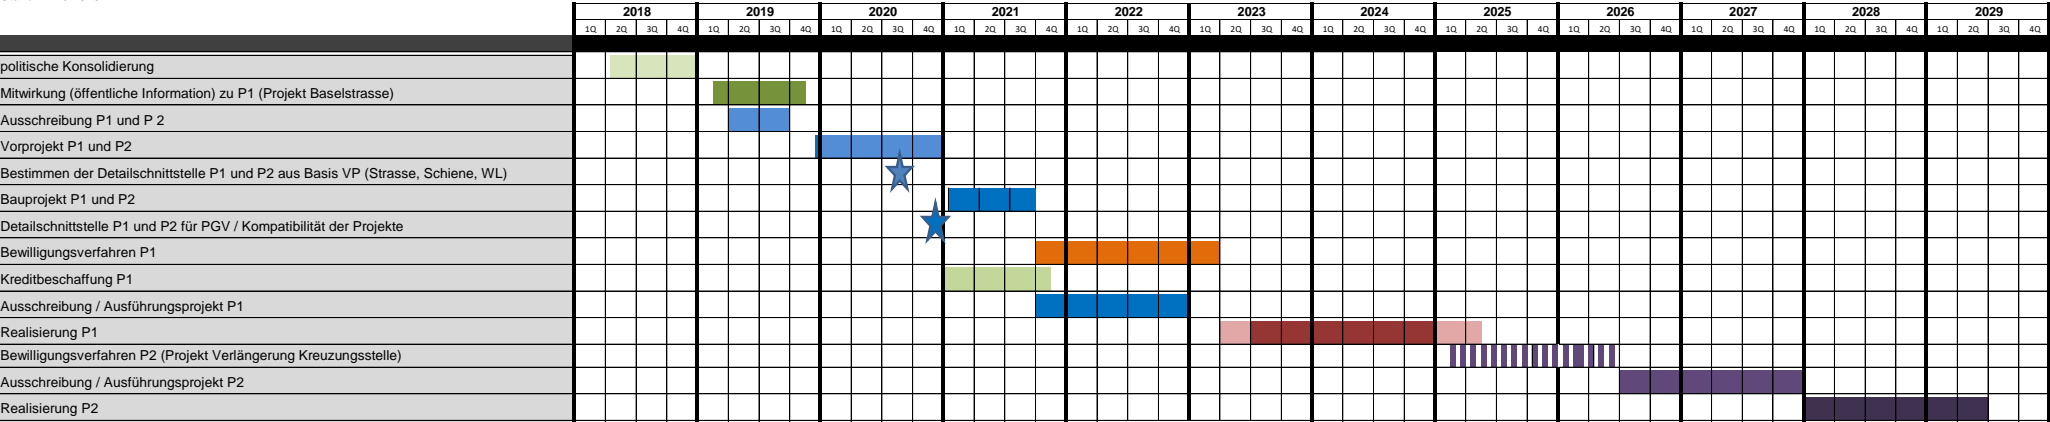 2018 2019 2020 2021 2022 2023 2024 2025 2026 2027 2028 2029
1Q 2Q 3Q 4Q 1Q 2Q 3Q 4Q 1Q 2Q 3Q 4Q 1Q 2Q 3Q 4Q 1Q 2Q 3Q 4Q 1Q 2Q 3Q 4Q 1Q 2Q 3Q 4Q 1Q 2Q 3Q 4Q 1Q 2Q 3Q 4Q 1Q 2Q 3Q 4Q 1Q 2Q 3Q 4Q 1Q 2Q 3Q 4Q
politische Konsolidierung
Mitwirkung (öffentliche Information) zu P1 (Projekt Baselstrasse)
Ausschreibung P1 und P 2
Vorprojekt P1 und P2
Bestimmen der Detailschnittstelle P1 und P2 aus Basis VP (Strasse, Schiene, WL)
Bauprojekt P1 und P2
Detailschnittstelle P1 und P2 für PGV / Kompatibilität der Projekte
Bewilligungsverfahren P1
Kreditbeschaffung P1
Ausschreibung / Ausführungsprojekt P1
Realisierung P1
Bewilligungsverfahren P2 (Projekt Verlängerung Kreuzungsstelle)
Ausschreibung / Ausführungsprojekt P2
Realisierung P2